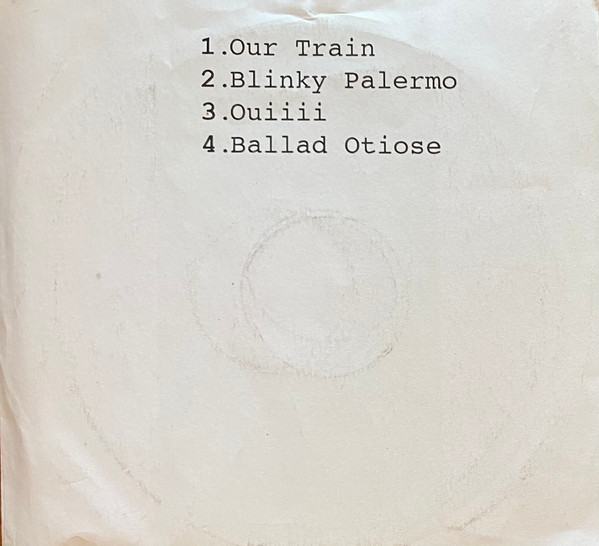 1.Our Train
2.Blinky Palermo
3.Ouiiii
4.Ballad Otiose